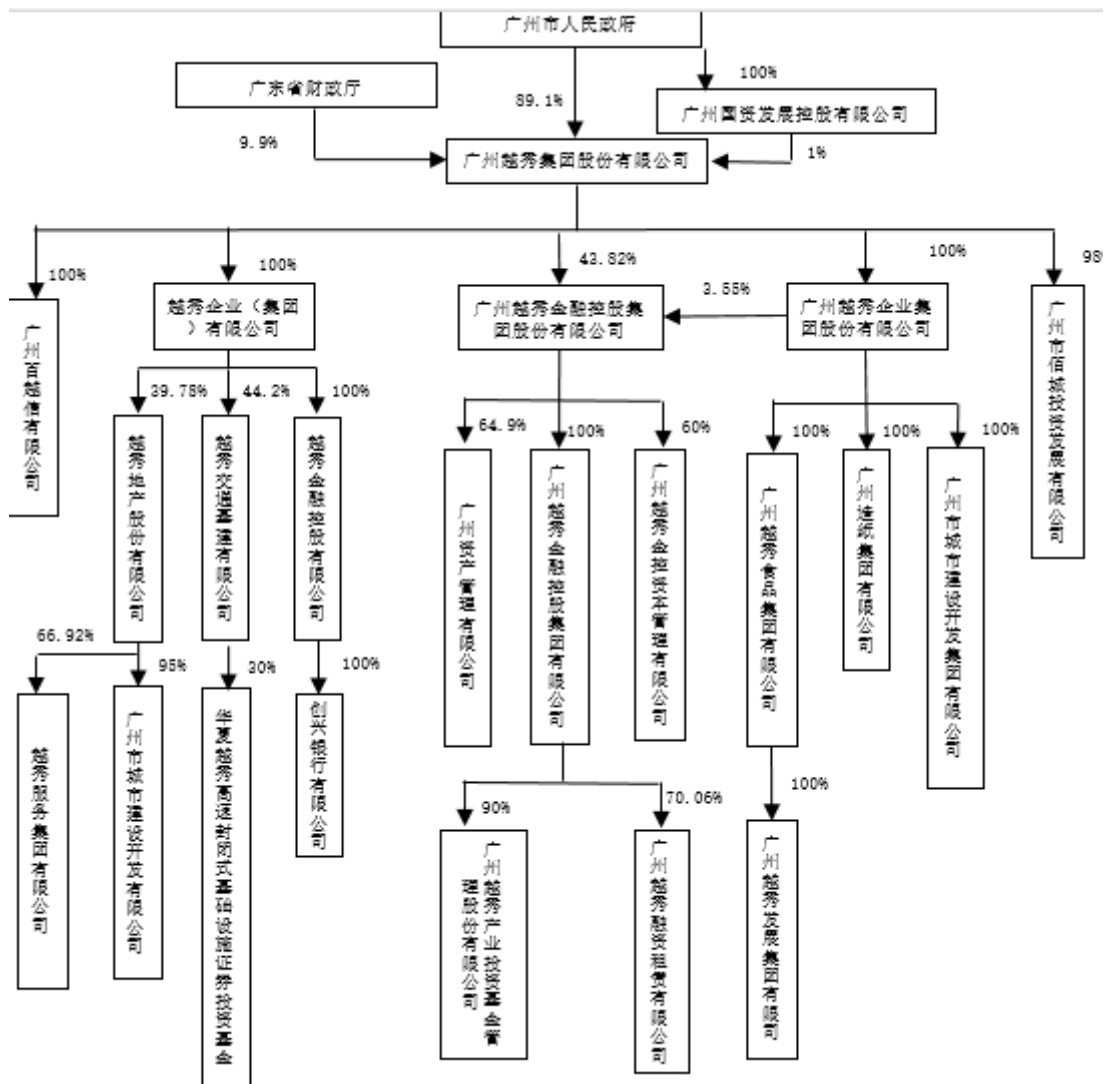 广州市人民政府
广东省财政厅
100%
89.1%
广州国资发展控股有限公司
9.9%
广州越秀集团股份有限公司
1%
100%
100%
43.82%
100%
98%
越秀企业（集团
）有限公司
广州越秀金融控股集
团股份有限公司
3.55%
广州越秀企业集
团股份有限公司
广州百越信有限公司
广州市佰城投资发展有限公司
39.78%
44.2%
100%
64.9%
100%
60%
100%
100%
100%
越秀地产股份有限公司
越秀交通基建有限公司
越秀金融控股有限公司
广州资产管理有限公司
广州越秀金融控股集团有限公司
广州越秀金控资本管理有限公司
广州越秀食品集团有限公司
广州造纸集团有限公司
广州市城市建设开发集团有限公司
66.92%
95%
30%
100%
越秀服务集团有限公司
广州市城市建设开发有限公司
华夏越秀高速封闭式基础设施证券投资基金
创兴银行有限公司
90%
70.06%
100%
广州越秀产业投资基金管
理股份有限公司
广州越秀融资租赁有限公司
广州越秀发展集团有限公司